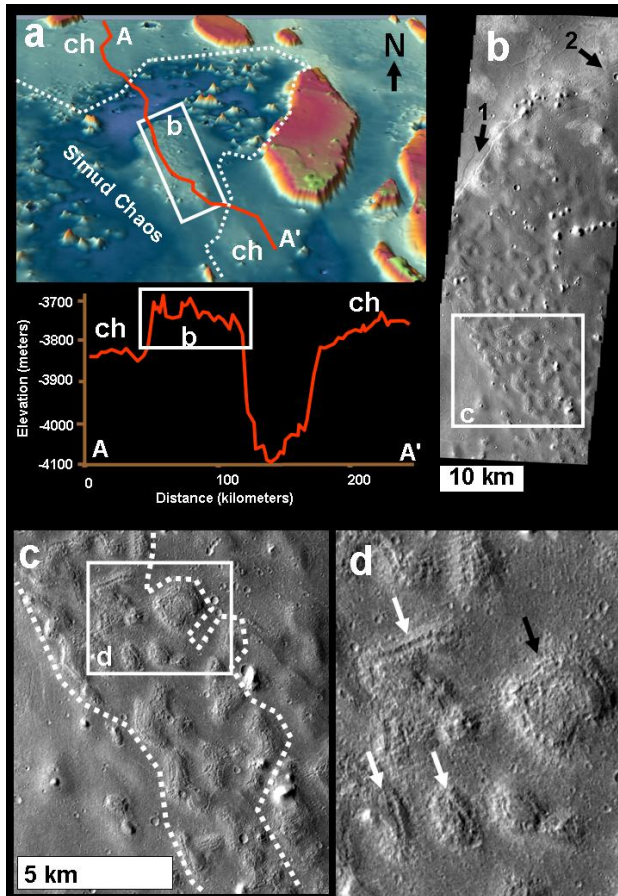 a
A
ch
N
b
Simud Chaos
ch
A'
b
1
2
c
10 km
Elevation (meters)
-3700
-3800
-3900
-4000
-4100
ch
b
ch
A
A'
0
100
200
Distance (kilometers)
c
d
5 km
d